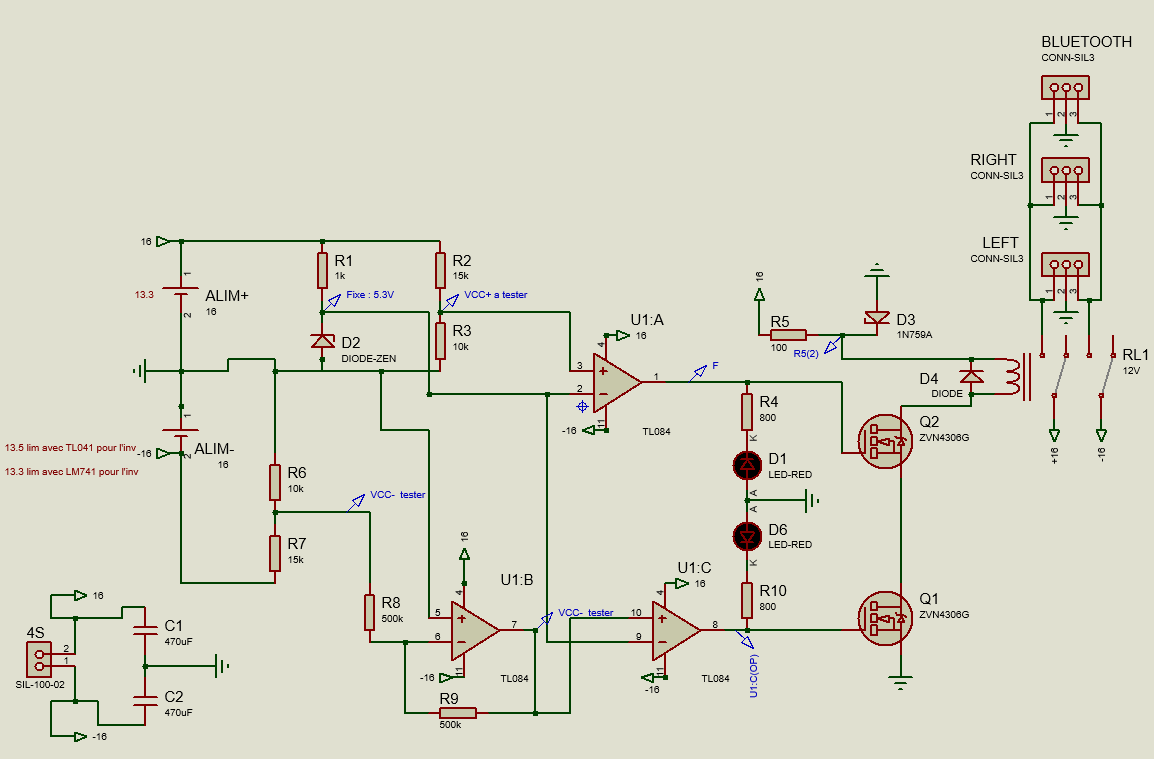 BLUETOOTH
CONN-SIL3
1
2
3
RIGHT
CONN-SIL3
1
2
3
LEFT
CONN-SIL3
1
2
3
16
1
13.3
ALIM+
16
2
R1
1k
Fixe : 5.3V
D2
DIODE-ZEN
R2
15k
VCC+ a tester
R3
10k
U1:A
16
4
3
2
1
11
-16
TL084
F
16
R5
100
R5(2)
D3
1N759A
D4
DIODE
RL1
12V
+16
-16
Q2
ZVN4306G
R4
800
K
D1
LED-RED
A
A
D6
LED-RED
K
R10
800
1
ALIM-
16
2
13.5 lim avec TL041 pour l'inv
-16
13.3 lim avec LM741 pour l'inv
R6
10k
VCC-  tester
R7
15k
R8
500k
16
U1:B
4
5
6
7
11
-16
TL084
VCC-  tester
R9
500k
U1:C
16
4
10
9
8
11
-16
TL084
U1:C(OP)
Q1
ZVN4306G
16
4S
2
1
SIL-100-02
C1
470uF
C2
470uF
-16